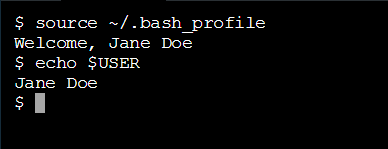 $ source ~/.bash_profile
Welcome, Jane Doe
$ echo $USER
Jane Doe
$